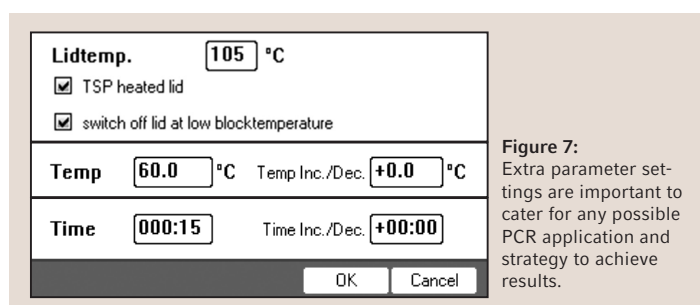 Lidtemp. 105 °C
TSP heated lid
switch off lid at low blocktemperature
Temp 60.0 °C Temp Inc./Dec. +0.0 °C
Time 000:15 Time Inc./Dec. +00:00
OK Cancel
Figure 7:
Extra parameter set-
tings are important to
cater for any possible
PCR application and
strategy to achieve
results.